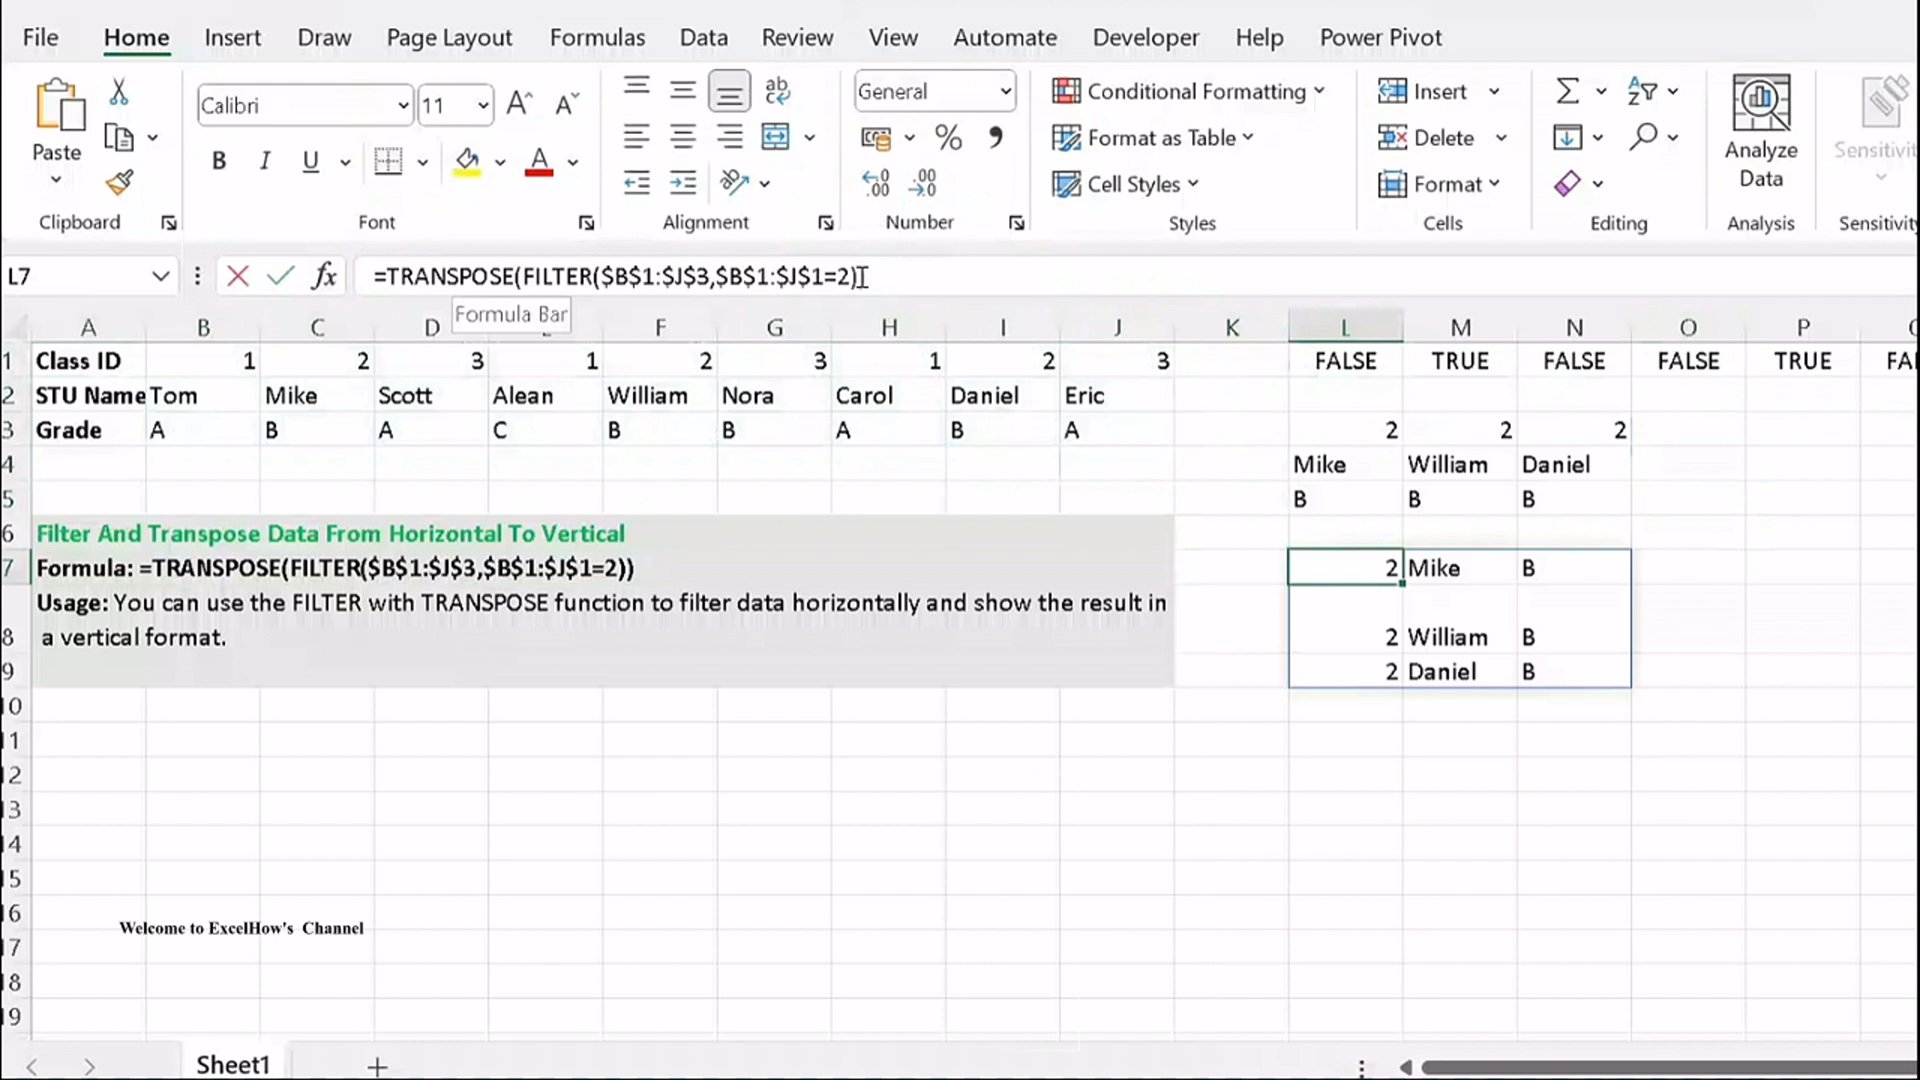 File Home Insert Draw Page Layout Formulas Data Review View Automate Developer Help Power Pivot
Paste
Calibri 11
B I U
General
Conditional Formatting
Format as Table
Cell Styles
Insert
Delete
Format
Analyze
Data
Sensitivit
Clipboard Font Alignment Number Styles Cells Editing Analysis Sensitivity
L7 fx =TRANSPOSE(FILTER($B$1:$J$3,$B$1:$J$1=2))
Formula Bar
A B C D F G H I J K L M N O P
1 Class ID 1 2 3 1 2 3 1 2 3 FALSE TRUE FALSE FALSE TRUE FAL
2 STU Name Tom Mike Scott Alean William Nora Carol Daniel Eric
3 Grade A B A C B B A B A 2 2 2
4 Mike William Daniel
5 B B B
6 Filter And Transpose Data From Horizontal To Vertical
7 Formula: =TRANSPOSE(FILTER($B$1:$J$3,$B$1:$J$1=2)) 2 Mike B
Usage: You can use the FILTER with TRANSPOSE function to filter data horizontally and show the result in
8 a vertical format. 2 William B
9 2 Daniel B
10
11
12
13
14
15
16
Welcome to ExcelHow's Channel
17
18
19
Sheet1